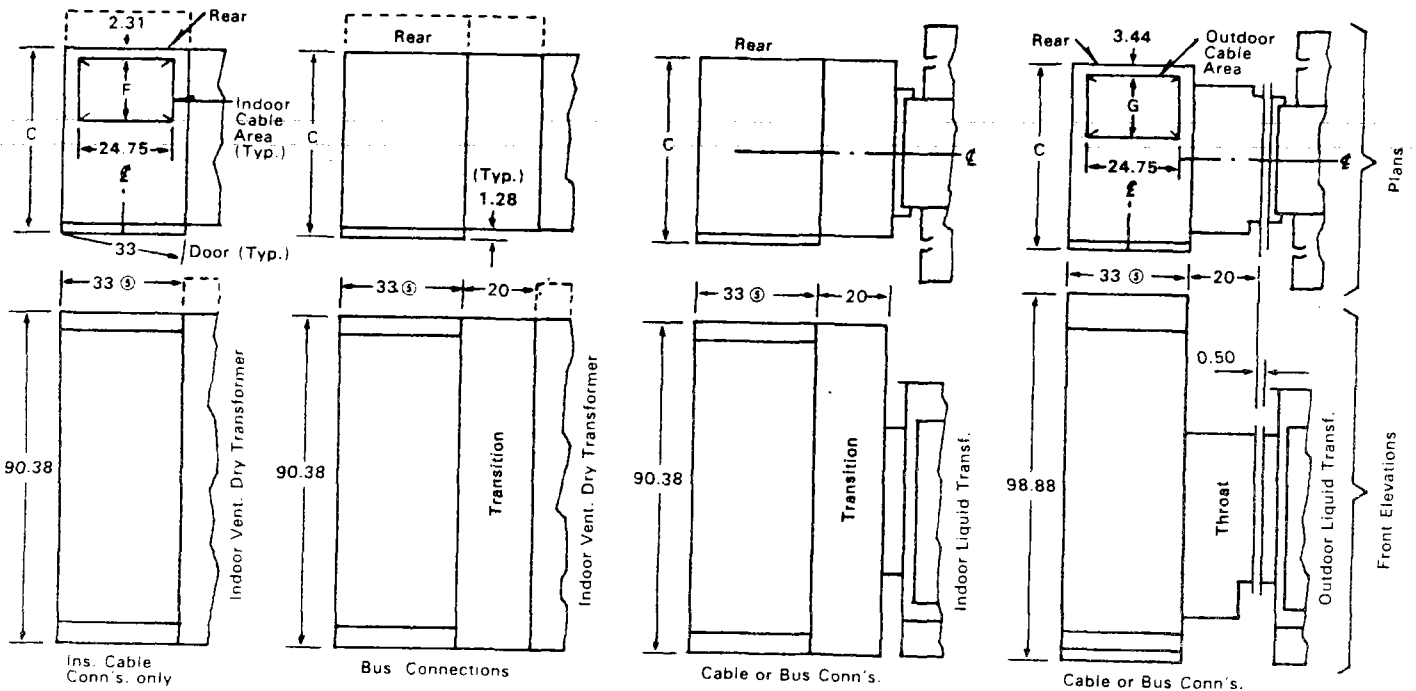 2.31
Rear
F
Indoor
Cable
Area
(Typ.)
C
24.75
℄
33
Door (Typ.)
Rear
C
(Typ.)
1.28
Rear
C
℄
Rear
3.44
Outdoor
Cable
Area
G
C
24.75
℄
℄
Plans
33 ⑤
90.38
Indoor Vent. Dry Transformer
Ins. Cable
Conn's. only
33 ⑤
20
90.38
Transition
Indoor Vent. Dry Transformer
Bus Connections
33 ⑤
20
90.38
Transition
Indoor Liquid Transf.
Cable or Bus Conn's.
33 ⑤
20
0.50
98.88
Throat
Outdoor Liquid Transf.
Front Elevations
Cable or Bus Conn's.